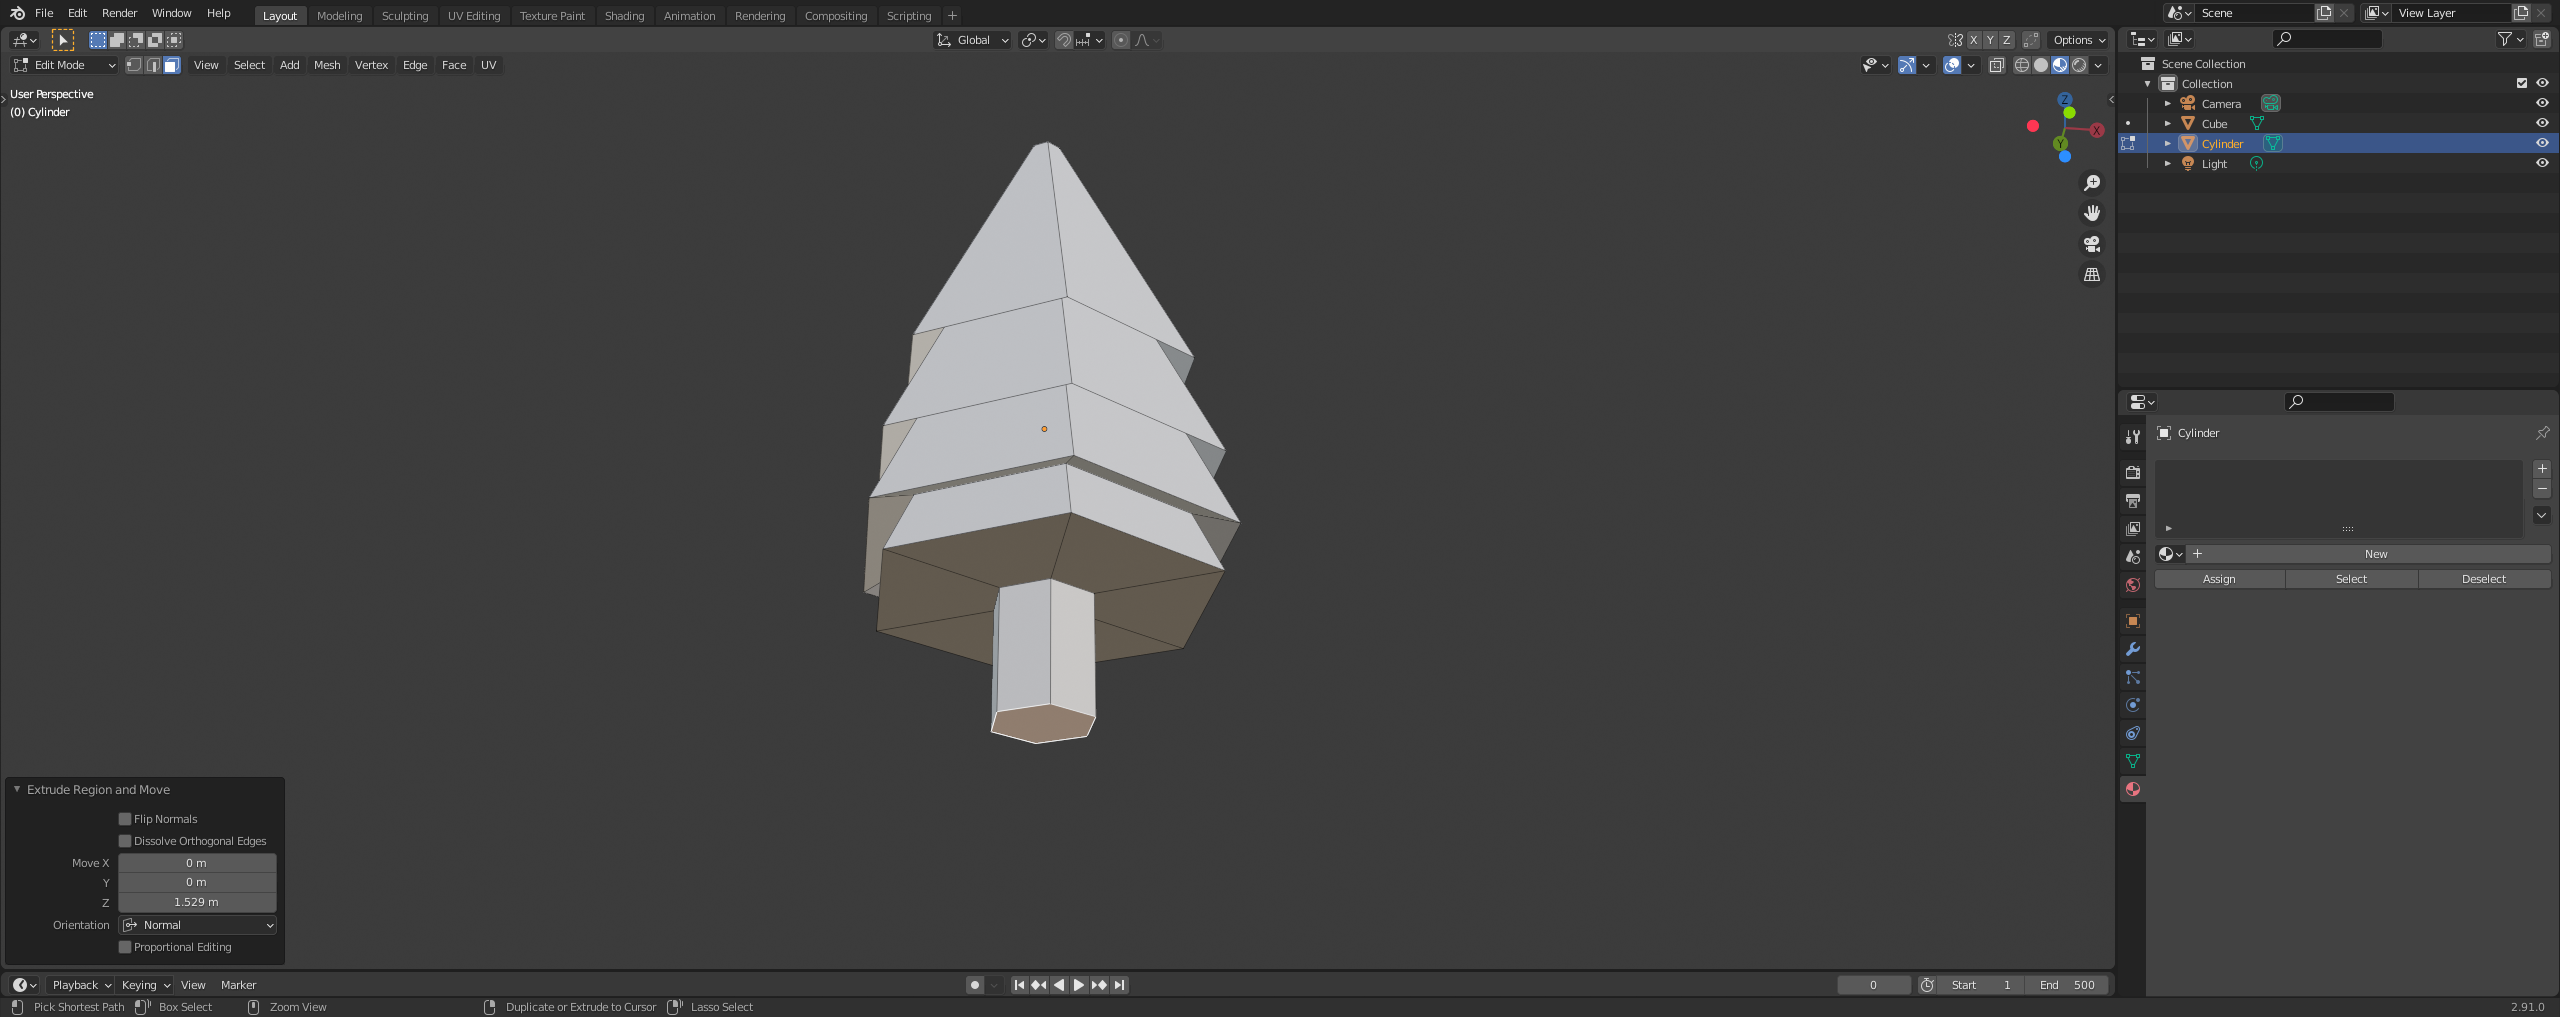 File Edit Render Window Help Layout Modeling Sculpting UV Editing Texture Paint Shading Animation Rendering Compositing Scripting + Scene View Layer
Global X Y Z Options
Edit Mode View Select Add Mesh Vertex Edge Face UV
User Perspective
(0) Cylinder
Z
X
Y
Scene Collection
Collection
Camera
Cube
Cylinder
Light
Cylinder
New
Assign Select Deselect
Extrude Region and Move
Flip Normals
Dissolve Orthogonal Edges
Move X 0 m
Y 0 m
Z 1.529 m
Orientation Normal
Proportional Editing
Playback Keying View Marker 0 Start 1 End 500
Pick Shortest Path Box Select Zoom View Duplicate or Extrude to Cursor Lasso Select 2.91.0